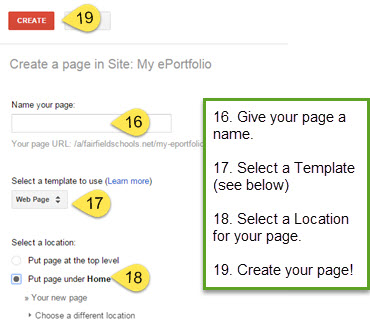 CREATE 19
Create a page in Site: My ePortfolio
Name your page:
16
Your page URL: /a/fairfieldschools.net/my-eportfolio
Select a template to use (Learn more)
Web Page
17
Select a location:
Put page at the top level
Put page under Home
18
» Your new page
Choose a different location
16. Give your page a
name.
17. Select a Template
(see below)
18. Select a Location
for your page.
19. Create your page!